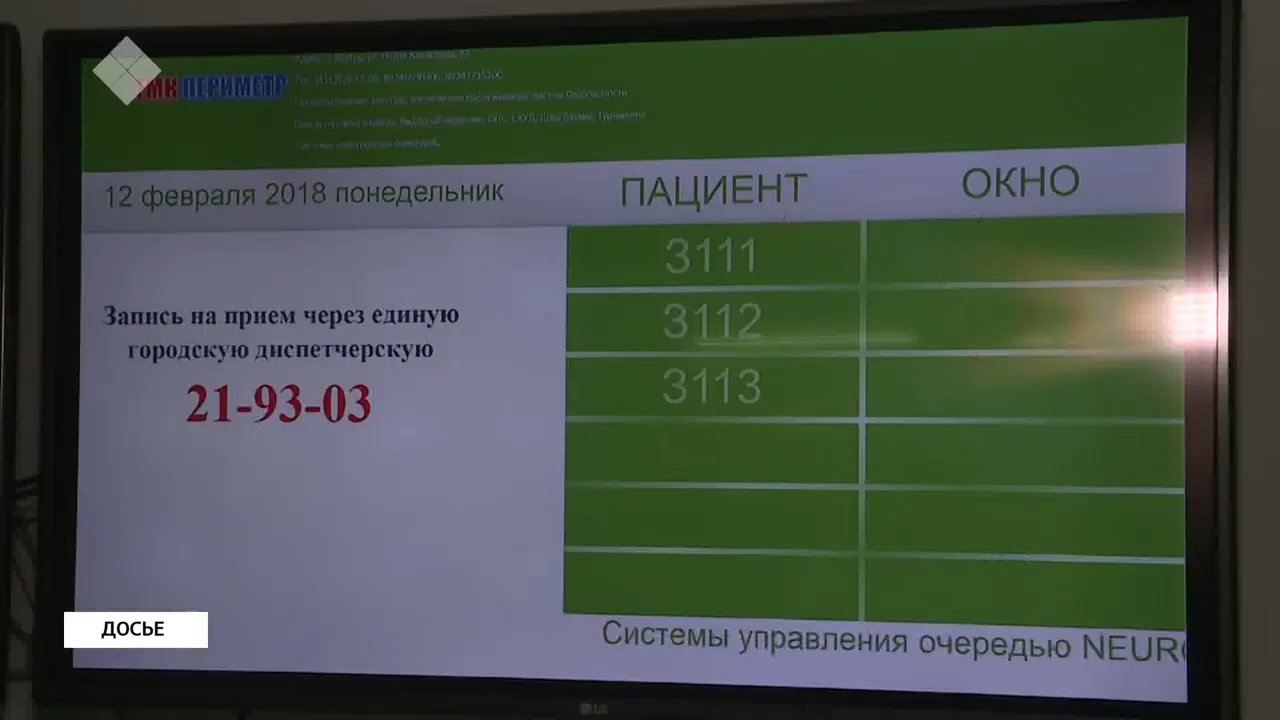 ПЕРИМЕТР
12 февраля 2018 понедельник
ПАЦИЕНТ
ОКНО
Запись на прием через единую
городскую диспетчерскую
21-93-03
3111
3112
3113
ДОСЬЕ
Системы управления очередью NEUR
LG